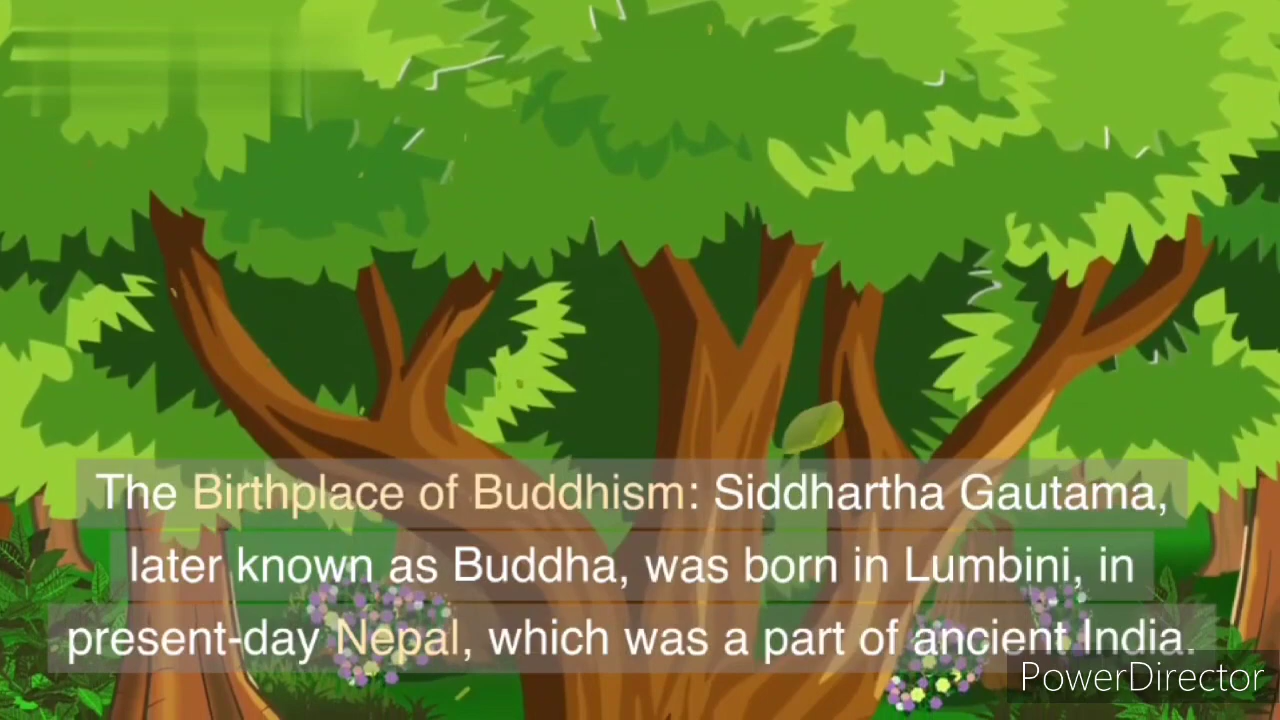 The Birthplace of Buddhism: Siddhartha Gautama,
later known as Buddha, was born in Lumbini, in
present-day Nepal, which was a part of ancient India.
PowerDirector